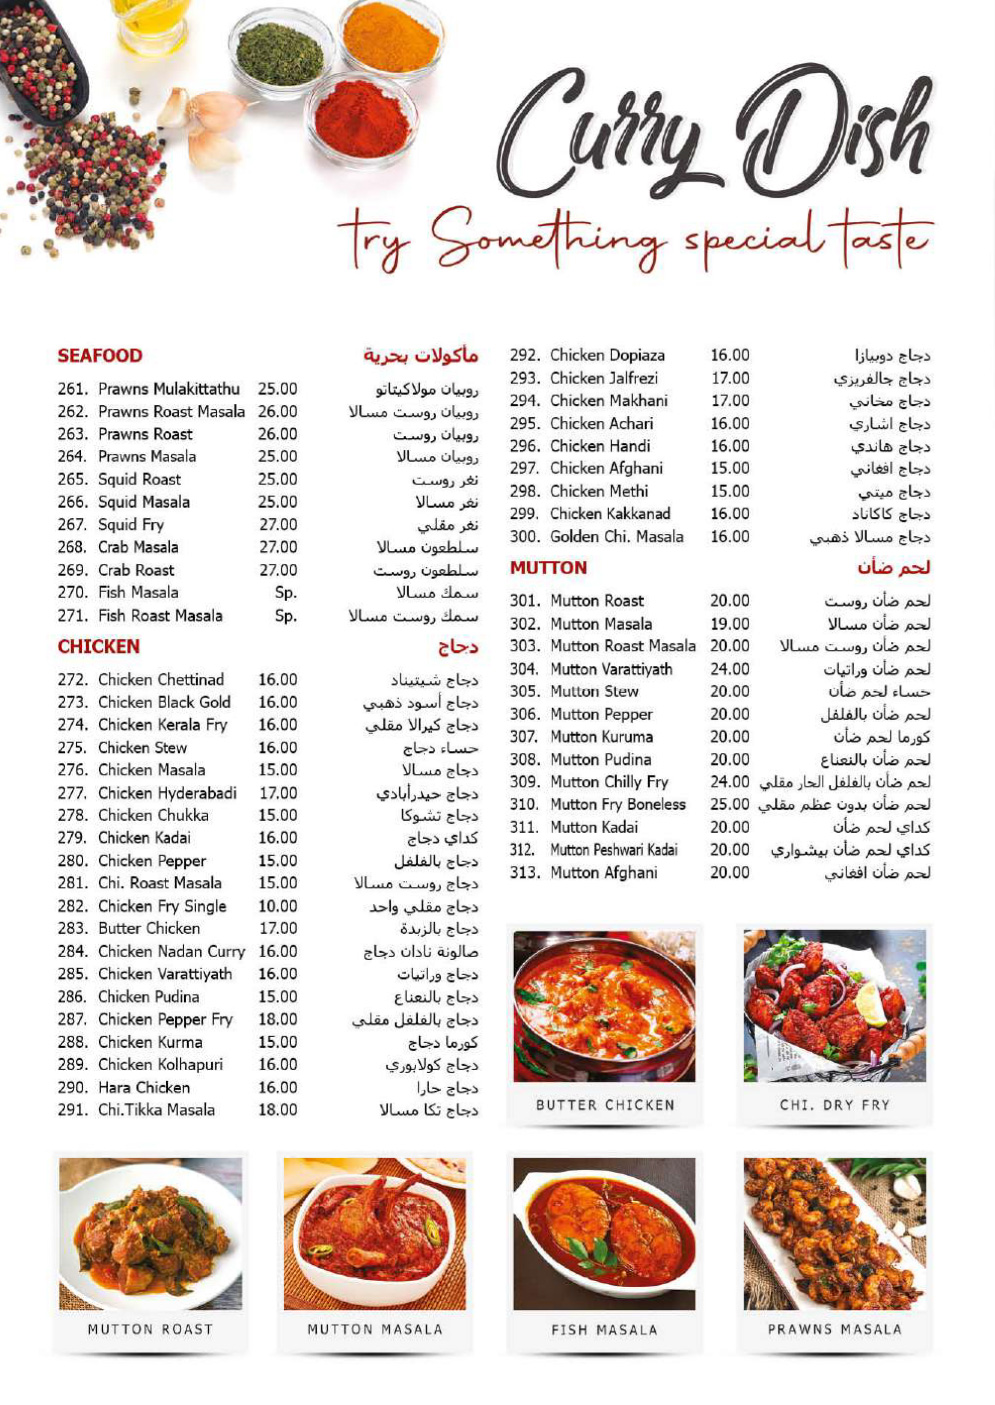 Curry Dish
try Something special taste
SEAFOOD مأكولات بحرية
261. Prawns Mulakittathu 25.00 روبيان مولاكيتاتو
262. Prawns Roast Masala 26.00 روبيان روست مسالا
263. Prawns Roast 26.00 روبيان روست
264. Prawns Masala 25.00 روبيان مسالا
265. Squid Roast 25.00 نغر روست
266. Squid Masala 25.00 نغر مسالا
267. Squid Fry 27.00 نغر مقلي
268. Crab Masala 27.00 سلطعون مسالا
269. Crab Roast 27.00 سلطعون روست
270. Fish Masala Sp. سمك مسالا
271. Fish Roast Masala Sp. سمك روست مسالا
CHICKEN دجاج
272. Chicken Chettinad 16.00 دجاج شيتيناد
273. Chicken Black Gold 16.00 دجاج أسود ذهبي
274. Chicken Kerala Fry 16.00 دجاج كيرالا مقلي
275. Chicken Stew 16.00 حساء دجاج
276. Chicken Masala 15.00 دجاج مسالا
277. Chicken Hyderabadi 17.00 دجاج حيدرأبادي
278. Chicken Chukka 15.00 دجاج تشوكا
279. Chicken Kadai 16.00 كداي دجاج
280. Chicken Pepper 15.00 دجاج بالفلفل
281. Chi. Roast Masala 15.00 دجاج روست مسالا
282. Chicken Fry Single 10.00 دجاج مقلي واحد
283. Butter Chicken 17.00 دجاج بالزبدة
284. Chicken Nadan Curry 16.00 صالونة نادان دجاج
285. Chicken Varattiyath 16.00 دجاج وراتيات
286. Chicken Pudina 15.00 دجاج بالنعناع
287. Chicken Pepper Fry 18.00 دجاج بالفلفل مقلي
288. Chicken Kurma 15.00 كورما دجاج
289. Chicken Kolhapuri 16.00 دجاج كولابوري
290. Hara Chicken 16.00 دجاج حارا
291. Chi.Tikka Masala 18.00 دجاج تكا مسالا
292. Chicken Dopiaza 16.00 دجاج دوبيازا
293. Chicken Jalfrezi 17.00 دجاج جالفريزي
294. Chicken Makhani 17.00 دجاج مخاني
295. Chicken Achari 16.00 دجاج اشاري
296. Chicken Handi 16.00 دجاج هاندي
297. Chicken Afghani 15.00 دجاج افغاني
298. Chicken Methi 15.00 دجاج ميتي
299. Chicken Kakkanad 16.00 دجاج كاكاناد
300. Golden Chi. Masala 16.00 دجاج مسالا ذهبي
MUTTON لحم ضأن
301. Mutton Roast 20.00 لحم ضأن روست
302. Mutton Masala 19.00 لحم ضأن مسالا
303. Mutton Roast Masala 20.00 لحم ضأن روست مسالا
304. Mutton Varattiyath 24.00 لحم ضأن وراتيات
305. Mutton Stew 20.00 حساء لحم ضأن
306. Mutton Pepper 20.00 لحم ضأن بالفلفل
307. Mutton Kuruma 20.00 كورما لحم ضأن
308. Mutton Pudina 20.00 لحم ضأن بالنعناع
309. Mutton Chilly Fry 24.00 لحم ضأن بالفلفل الحار مقلي
310. Mutton Fry Boneless 25.00 لحم ضأن بدون عظم مقلي
311. Mutton Kadai 20.00 كداي لحم ضأن
312. Mutton Peshwari Kadai 20.00 كداي لحم ضأن بيشواري
313. Mutton Afghani 20.00 لحم ضأن افغاني
BUTTER CHICKEN
CHI. DRY FRY
MUTTON ROAST
MUTTON MASALA
FISH MASALA
PRAWNS MASALA